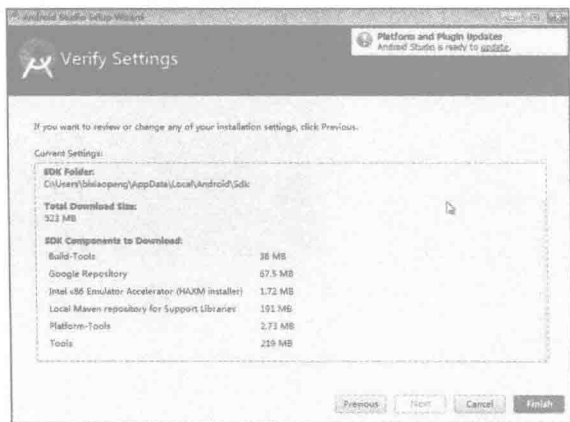 Android Studio Setup Wizard
Platform and Plugin Updates
Android Studio is ready to update.
Verify Settings
If you want to review or change any of your installation settings, click Previous.
Current Settings:
SDK Folder:
C:\Users\bixiaopeng\AppData\Local\Android\Sdk
Total Download Size:
523 MB
SDK Components to Download:
Build-Tools 38 MB
Google Repository 67.5 MB
Intel x86 Emulator Accelerator (HAXM installer) 1.72 MB
Local Maven repository for Support Libraries 191 MB
Platform-Tools 2.73 MB
Tools 219 MB
Previous Next Cancel Finish